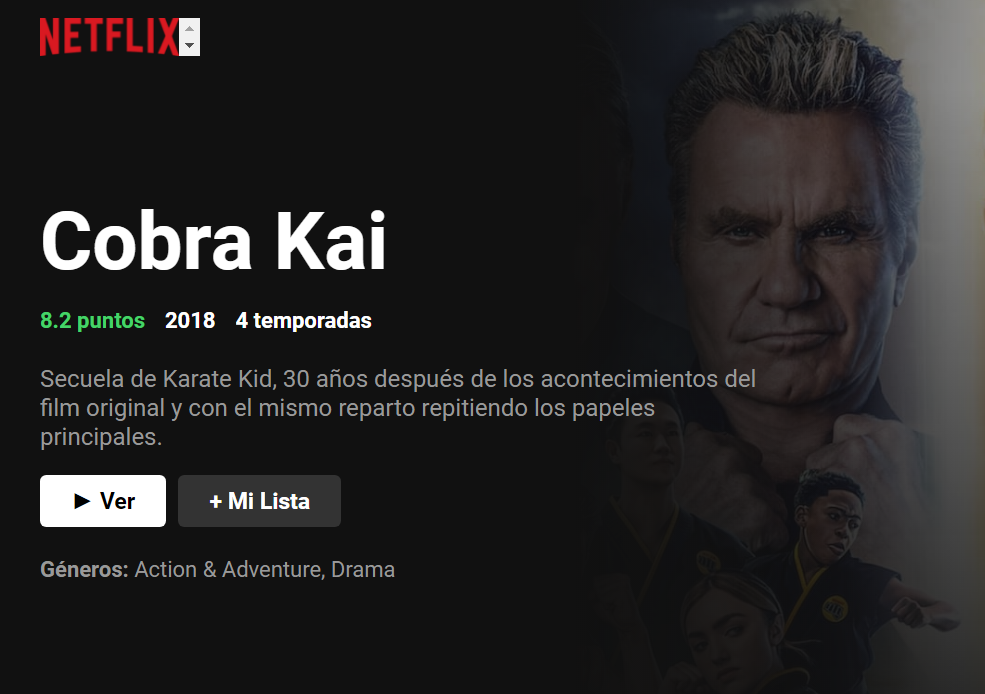 NETFLIX
Cobra Kai
8.2 puntos 2018 4 temporadas
Secuela de Karate Kid, 30 años después de los acontecimientos del
film original y con el mismo reparto repitiendo los papeles
principales.
► Ver + Mi Lista
Géneros: Action & Adventure, Drama